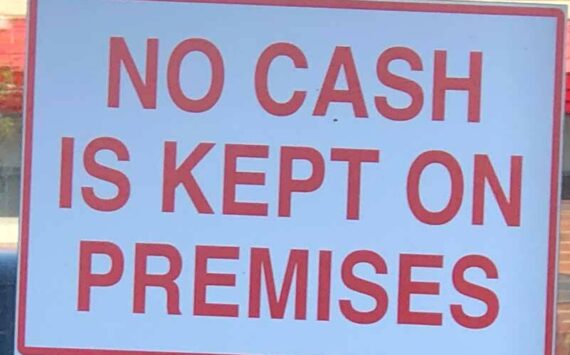 NO CASH
IS KEPT ON
PREMISES